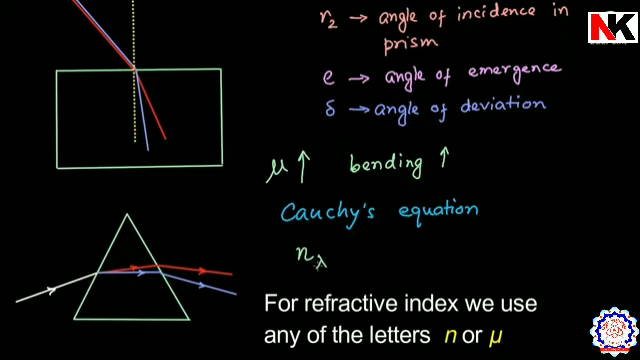 r₂ → angle of incidence in
prism
e → angle of emergence
δ → angle of deviation
μ ↑ bending ↑
Cauchy's equation
n_λ
For refractive index we use
any of the letters n or μ
NK